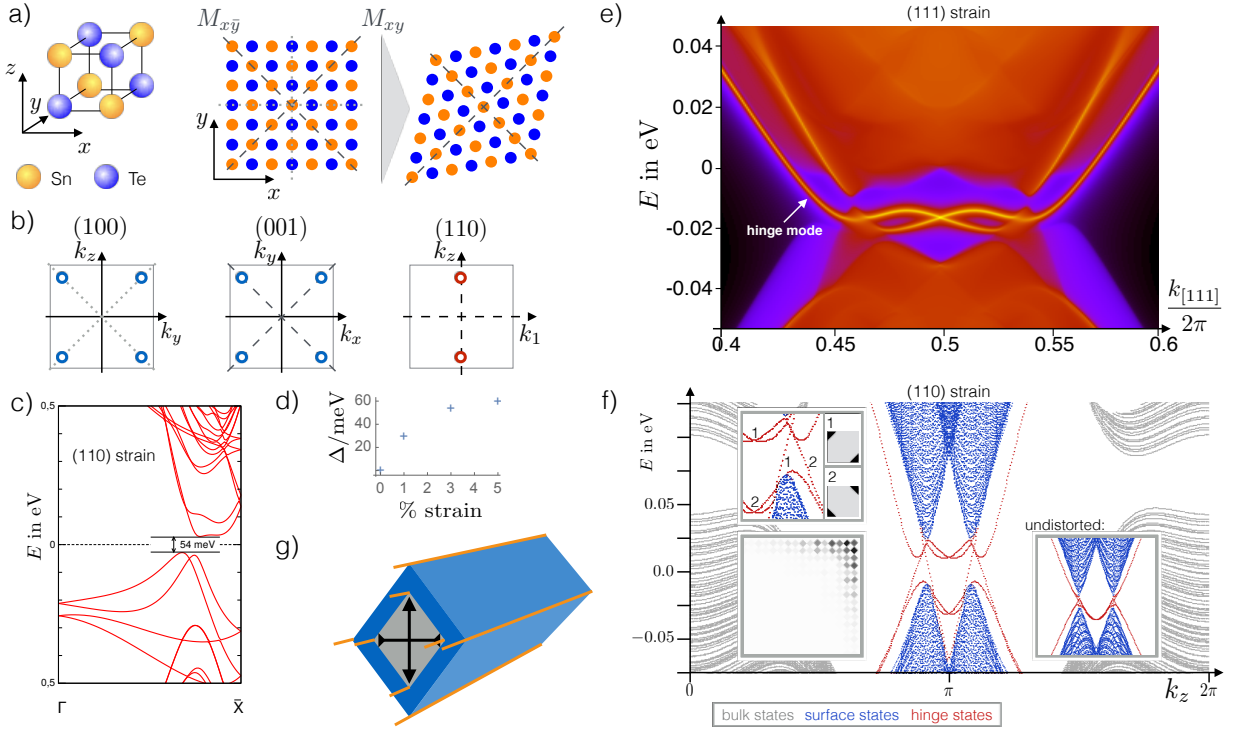 a)
z
y
x
Sn
Te
M_{x\bar{y}}
M_{xy}
y
x
b)
(100)
k_z
k_y
(001)
k_y
k_x
(110)
k_z
k_1
c)
E in eV
0,5
0
0,5
(110) strain
54 meV
Γ
X̄
d)
Δ/meV
60
40
20
0
0 1 2 3 4 5
% strain
g)
e)
(111) strain
E in eV
0.04
0.02
0
-0.02
-0.04
hinge mode
0.4
0.45
0.5
0.55
0.6
k_{[111]}
2π
f)
(110) strain
E in eV
0.05
0.0
−0.05
1
1
2
2
1
2
undistorted:
0
π
k_z
2π
bulk states
surface states
hinge states